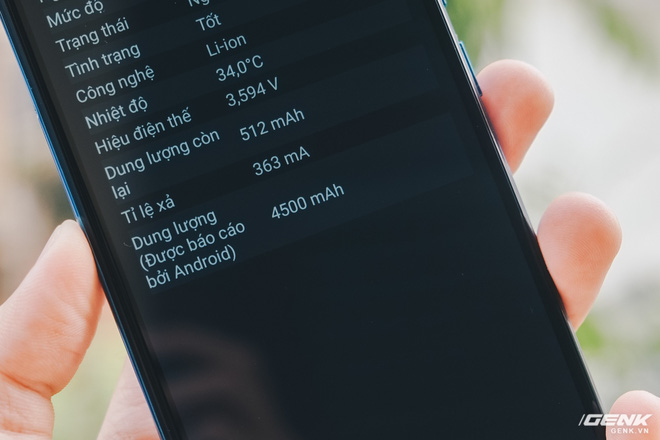 Mức độ
Trạng thái Tốt
Tình trạng Li-ion
Công nghệ 34,0°C
Nhiệt độ 3,594 V
Hiệu điện thế 512 mAh
Dung lượng còn
lại 363 mA
Tỉ lệ xả
Dung lượng 4500 mAh
(Được báo cáo
bởi Android)
GENK
GENK.VN